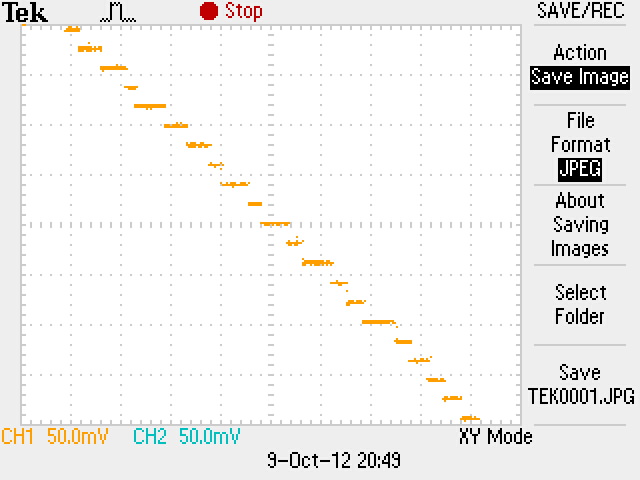 Tek
Stop
SAVE/REC
Action
Save Image
File
Format
JPEG
About
Saving
Images
Select
Folder
Save
TEK0001.JPG
CH1 50.0mV CH2 50.0mV XY Mode
9-Oct-12 20:49